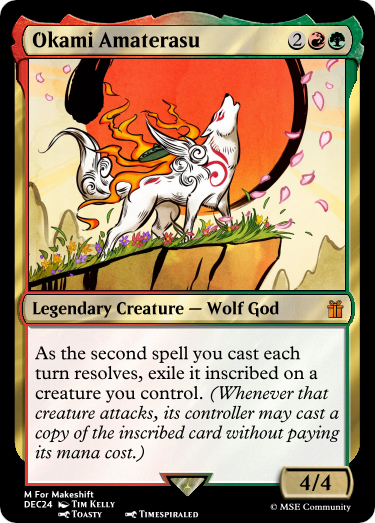 Okami Amaterasu 2
Legendary Creature — Wolf God
As the second spell you cast each
turn resolves, exile it inscribed on a
creature you control. (Whenever that
creature attacks, its controller may cast a
copy of the inscribed card without paying
its mana cost.)
4/4
M For Makeshift
DEC24 Tim Kelly
Toasty Timespiraled
© MSE Community